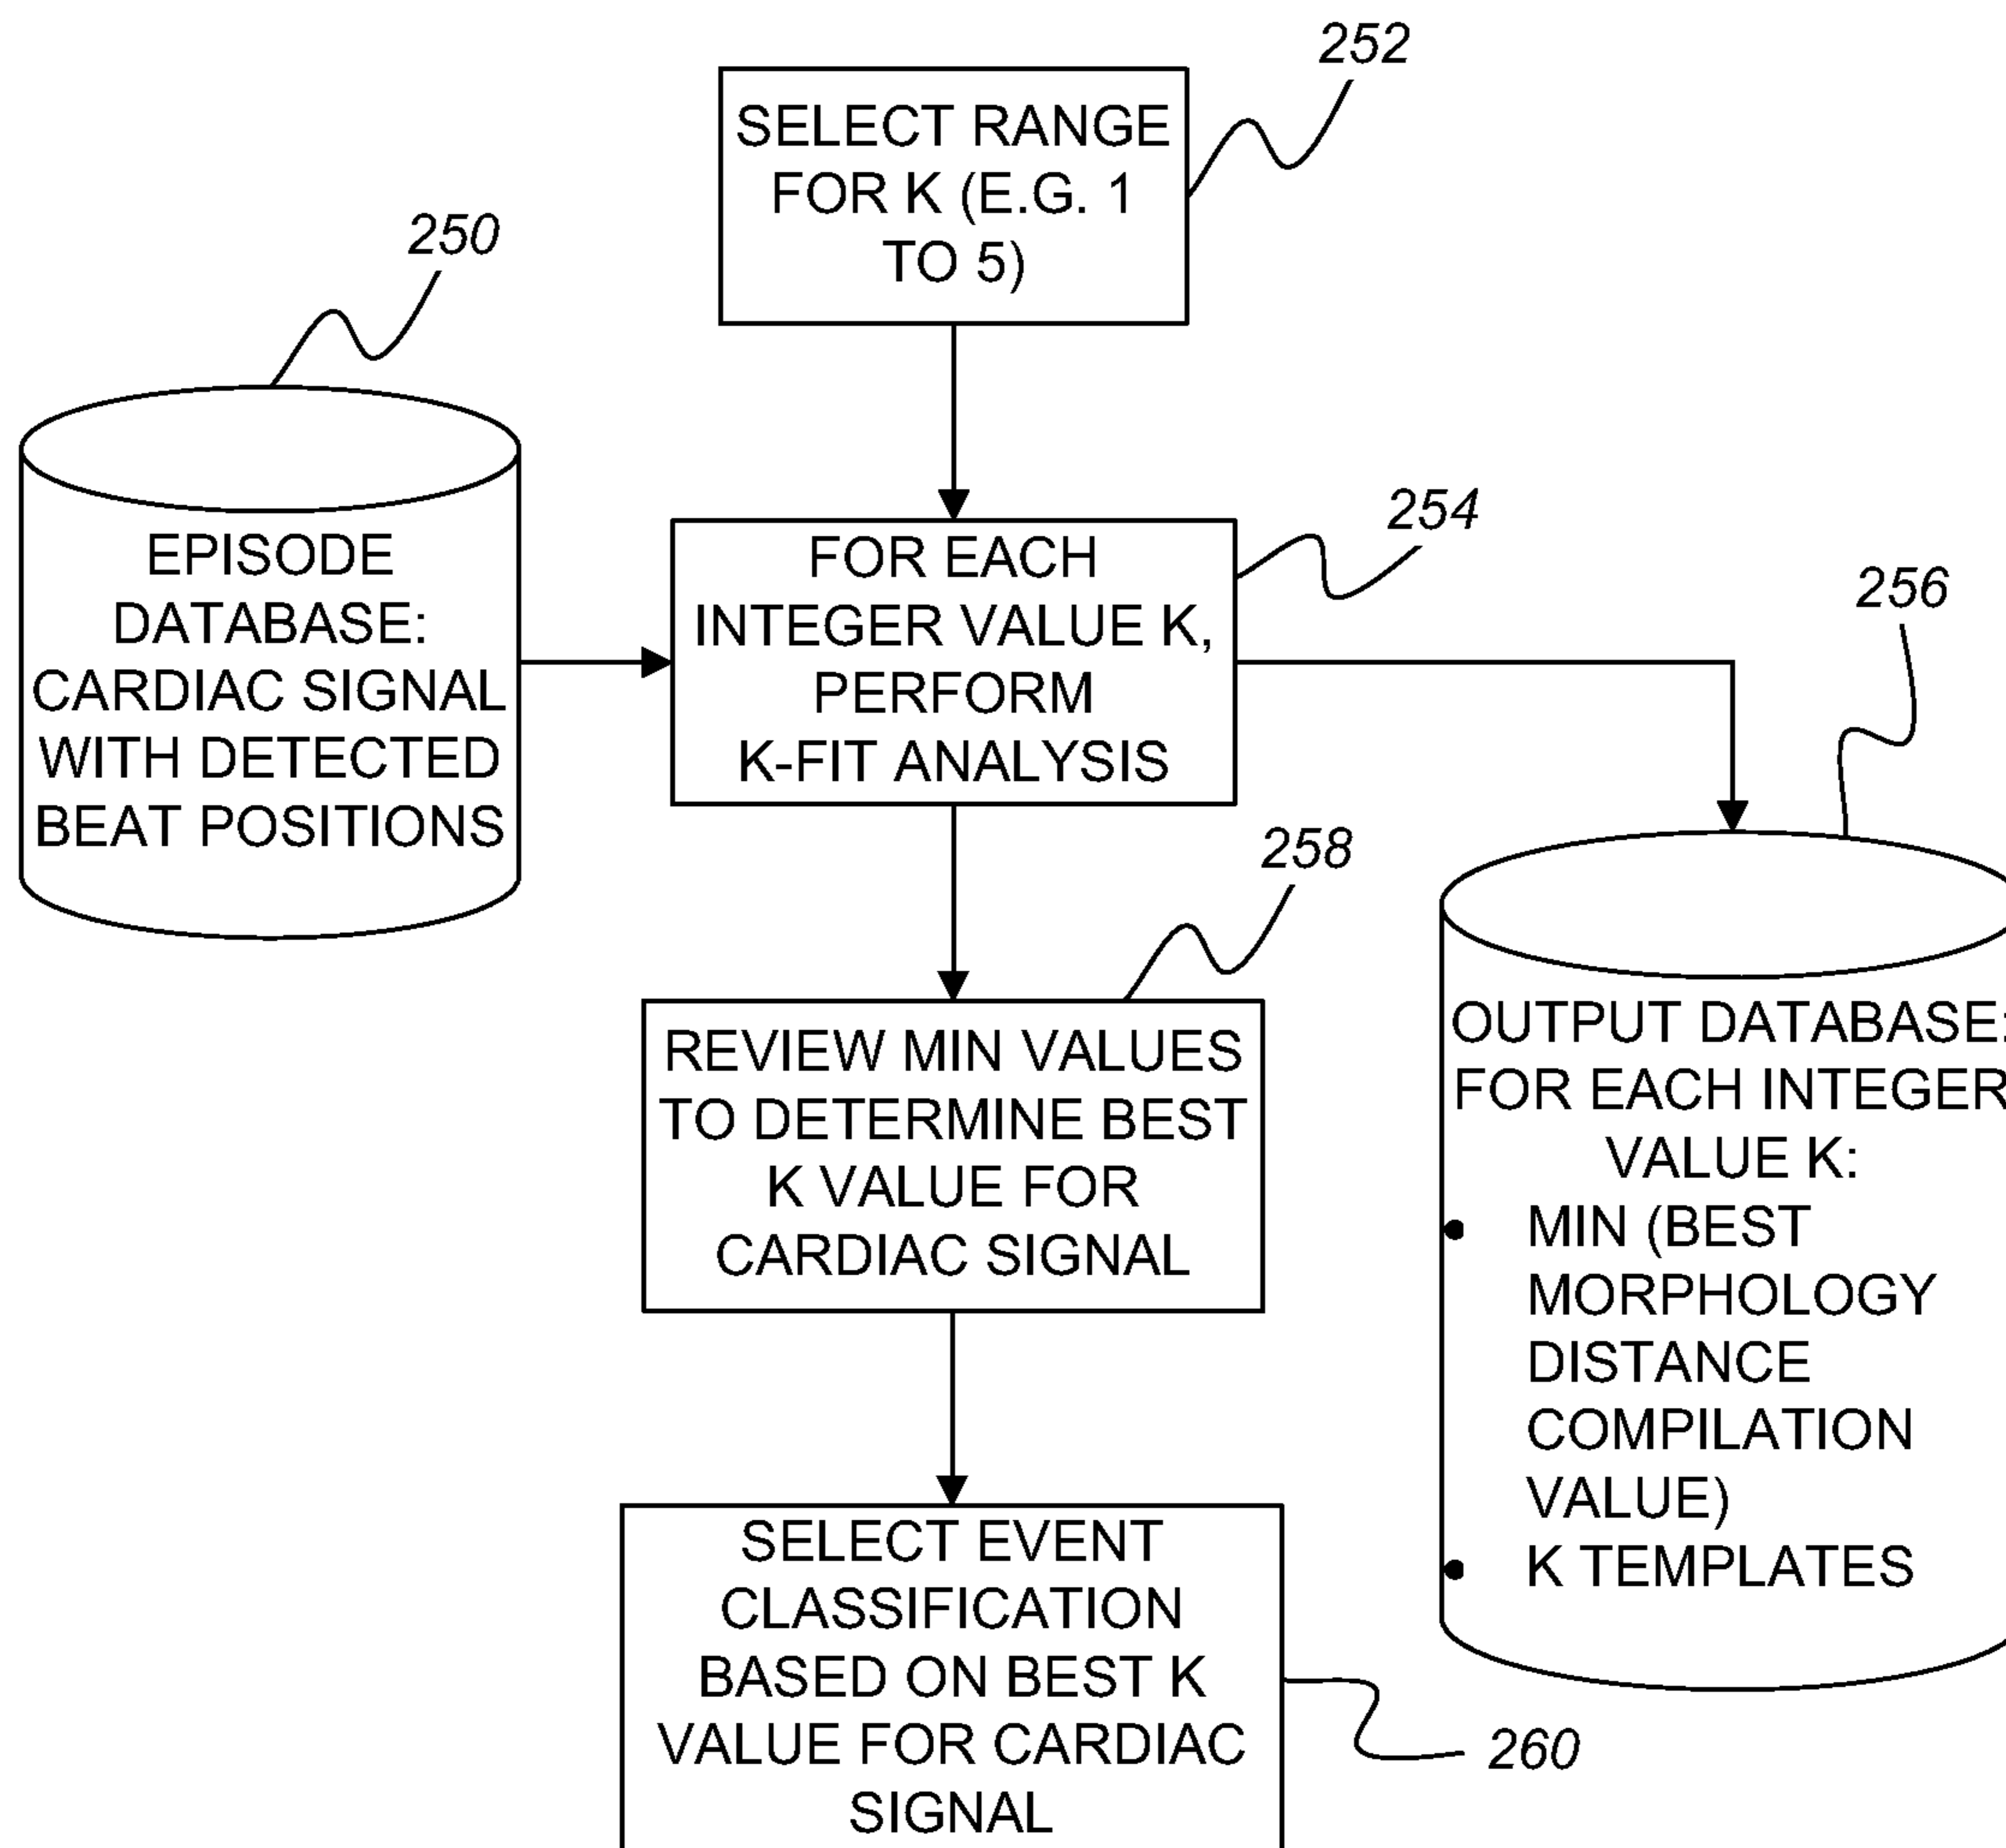 252
SELECT RANGE
FOR K (E.G. 1
TO 5)
250
EPISODE
DATABASE:
CARDIAC SIGNAL
WITH DETECTED
BEAT POSITIONS
254
FOR EACH
INTEGER VALUE K,
PERFORM
K-FIT ANALYSIS
256
OUTPUT DATABASE:
FOR EACH INTEGER
VALUE K:
• MIN (BEST
MORPHOLOGY
DISTANCE
COMPILATION
VALUE)
• K TEMPLATES
258
REVIEW MIN VALUES
TO DETERMINE BEST
K VALUE FOR
CARDIAC SIGNAL
SELECT EVENT
CLASSIFICATION
BASED ON BEST K
VALUE FOR CARDIAC
SIGNAL
260